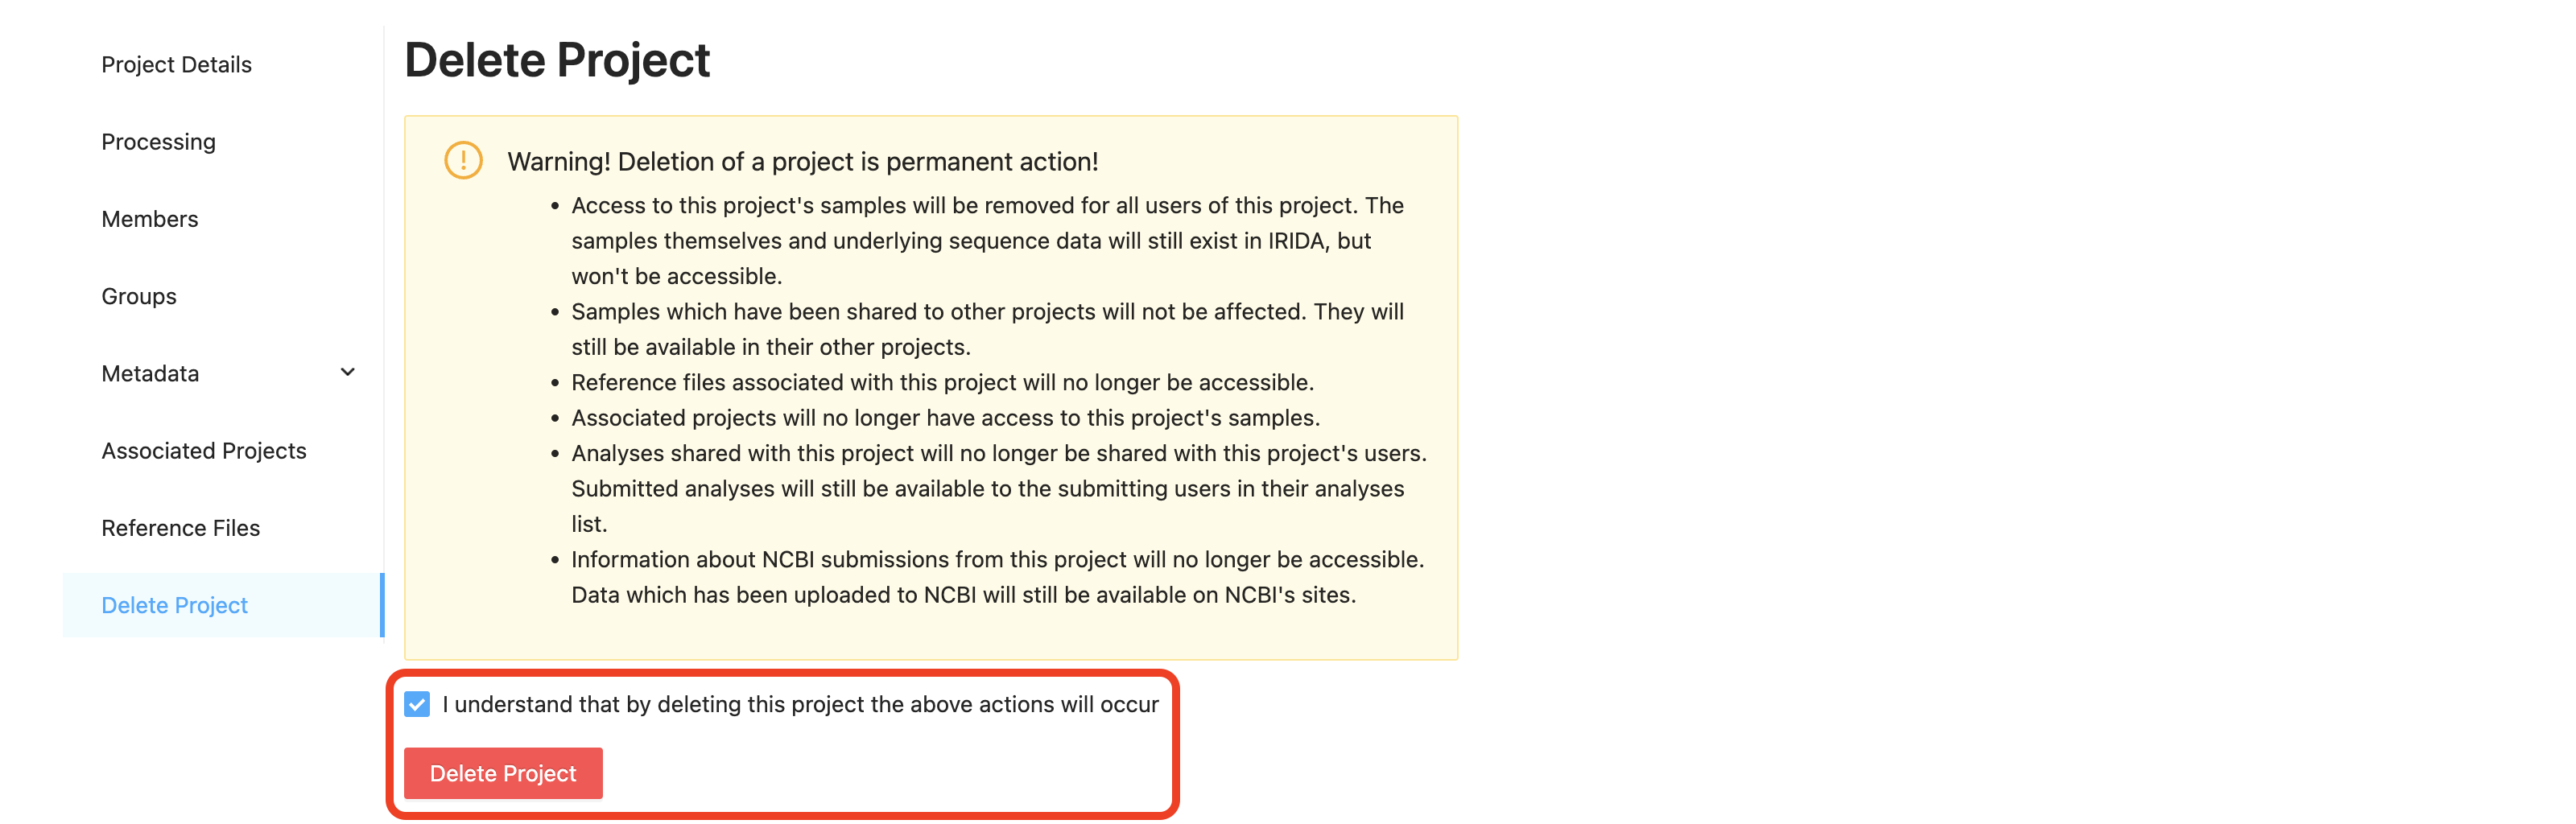 Project Details
Processing
Members
Groups
Metadata
Associated Projects
Reference Files
Delete Project
Delete Project
Warning! Deletion of a project is permanent action!
• Access to this project's samples will be removed for all users of this project. The
samples themselves and underlying sequence data will still exist in IRIDA, but
won't be accessible.
• Samples which have been shared to other projects will not be affected. They will
still be available in their other projects.
• Reference files associated with this project will no longer be accessible.
• Associated projects will no longer have access to this project's samples.
• Analyses shared with this project will no longer be shared with this project's users.
Submitted analyses will still be available to the submitting users in their analyses
list.
• Information about NCBI submissions from this project will no longer be accessible.
Data which has been uploaded to NCBI will still be available on NCBI's sites.
I understand that by deleting this project the above actions will occur
Delete Project